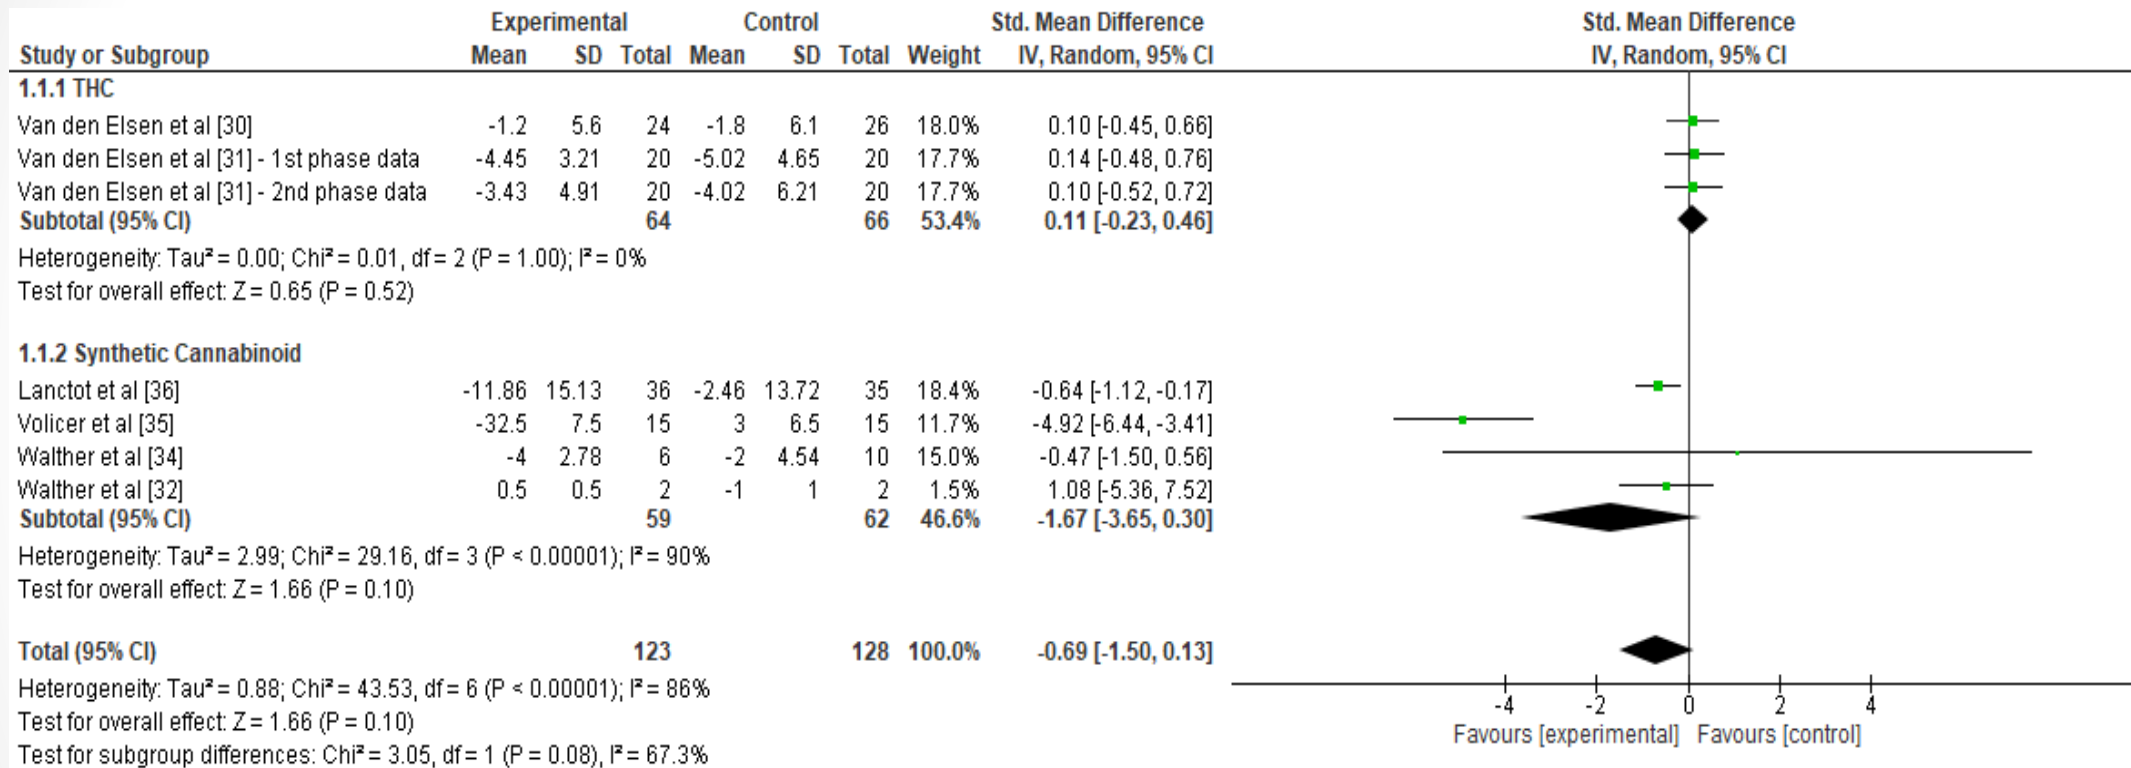 Experimental Control Std. Mean Difference Std. Mean Difference
Study or Subgroup Mean SD Total Mean SD Total Weight IV, Random, 95% CI IV, Random, 95% CI
1.1.1 THC
Van den Elsen et al [30] -1.2 5.6 24 -1.8 6.1 26 18.0% 0.10 [-0.45, 0.66]
Van den Elsen et al [31] - 1st phase data -4.45 3.21 20 -5.02 4.65 20 17.7% 0.14 [-0.48, 0.76]
Van den Elsen et al [31] - 2nd phase data -3.43 4.91 20 -4.02 6.21 20 17.7% 0.10 [-0.52, 0.72]
Subtotal (95% CI) 64 66 53.4% 0.11 [-0.23, 0.46]
Heterogeneity: Tau² = 0.00; Chi² = 0.01, df = 2 (P = 1.00); I² = 0%
Test for overall effect: Z = 0.65 (P = 0.52)
1.1.2 Synthetic Cannabinoid
Lanctot et al [36] -11.86 15.13 36 -2.46 13.72 35 18.4% -0.64 [-1.12, -0.17]
Volicer et al [35] -32.5 7.5 15 3 6.5 15 11.7% -4.92 [-6.44, -3.41]
Walther et al [34] -4 2.78 6 -2 4.54 10 15.0% -0.47 [-1.50, 0.56]
Walther et al [32] 0.5 0.5 2 -1 1 2 1.5% 1.08 [-5.36, 7.52]
Subtotal (95% CI) 59 62 46.6% -1.67 [-3.65, 0.30]
Heterogeneity: Tau² = 2.99; Chi² = 29.16, df = 3 (P < 0.00001); I² = 90%
Test for overall effect: Z = 1.66 (P = 0.10)
Total (95% CI) 123 128 100.0% -0.69 [-1.50, 0.13]
Heterogeneity: Tau² = 0.88; Chi² = 43.53, df = 6 (P < 0.00001); I² = 86%
Test for overall effect: Z = 1.66 (P = 0.10)
Test for subgroup differences: Chi² = 3.05, df = 1 (P = 0.08), I² = 67.3%
-4 -2 0 2 4
Favours [experimental] Favours [control]